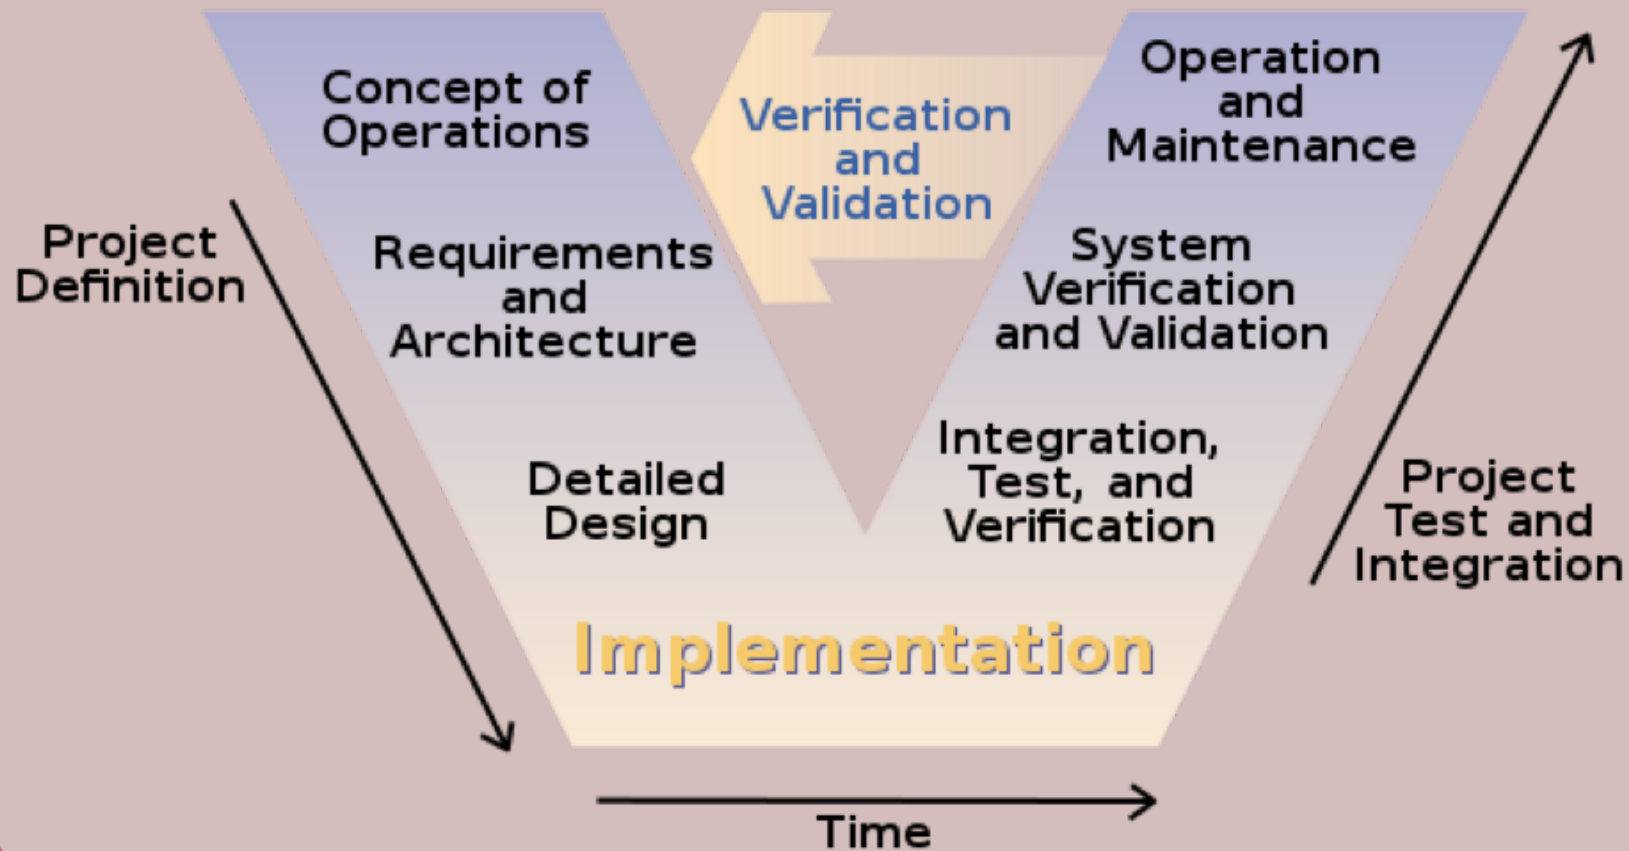 Concept of
Operations
Verification
and
Validation
Operation
and
Maintenance
Project
Definition
Requirements
and
Architecture
System
Verification
and Validation
Detailed
Design
Integration,
Test, and
Verification
Project
Test and
Integration
Implementation
Time